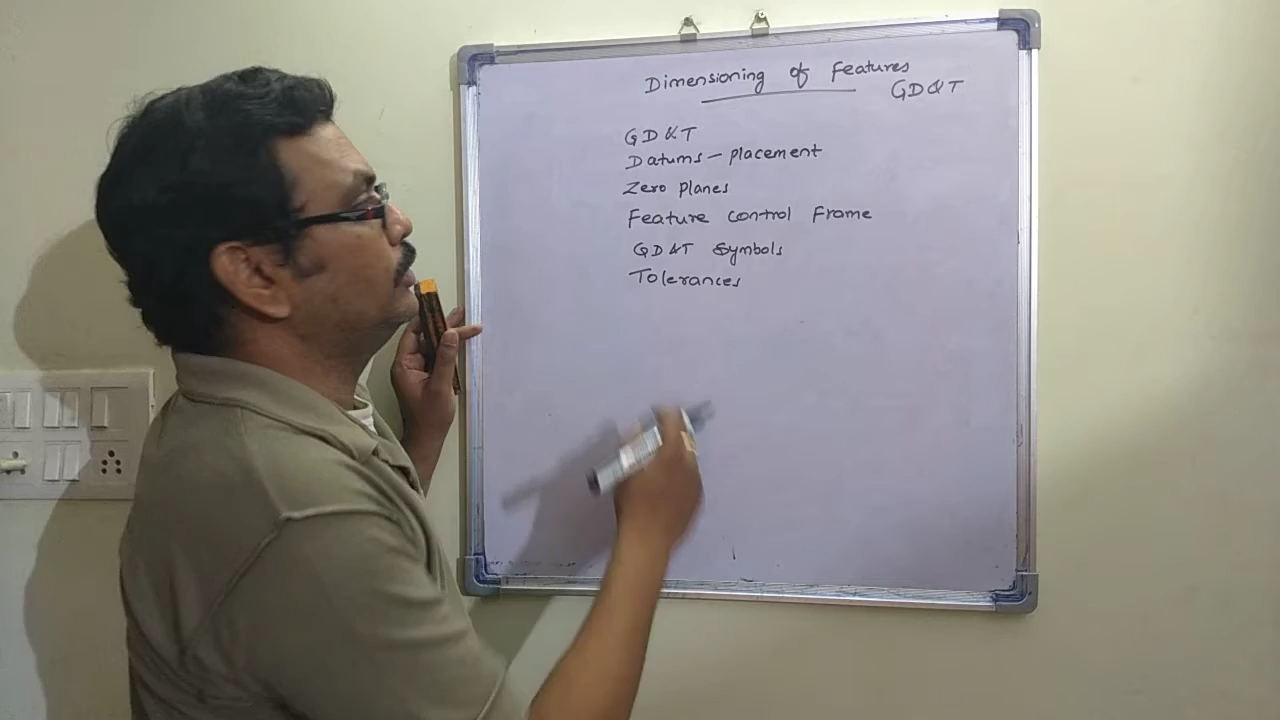 Dimensioning of features
GD&T
GD&T
Datums - placement
Zero planes
Feature control Frame
GD&T Symbols
Tolerances